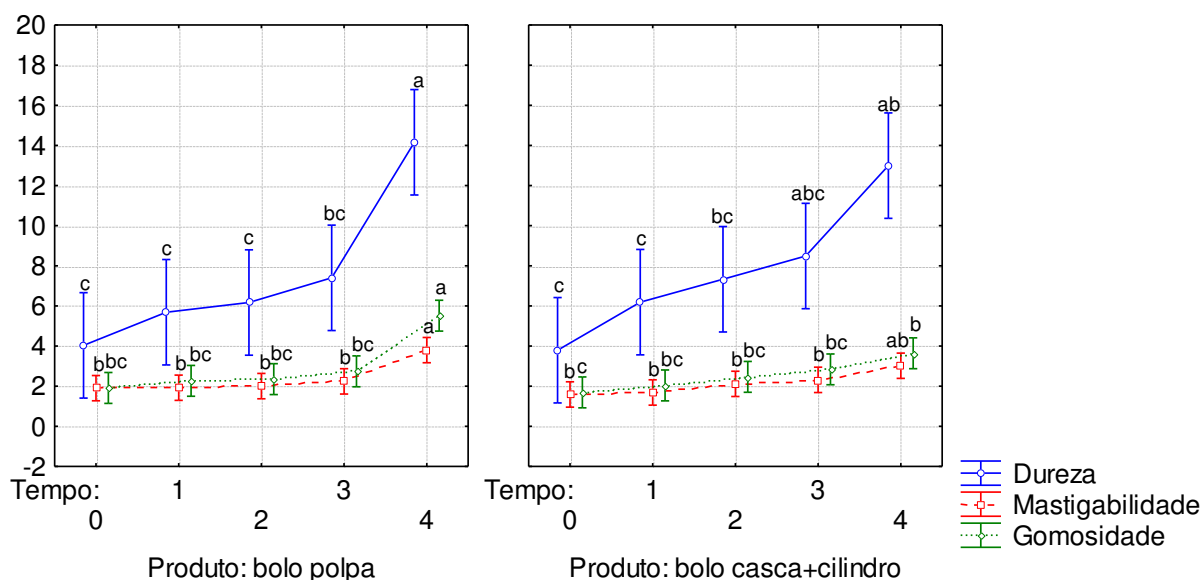 20
18
16
14
12
10
8
6
4
2
0
-2
a
bc
c
c
c
a
a
b bc
b bc
b bc
b bc
ab
abc
bc
c
c
b
ab
b c
b bc
b bc
b bc
Tempo: 1 3
0 2 4
Produto: bolo polpa
Tempo: 1 3
0 2 4
Produto: bolo casca+cilindro
Dureza
Mastigabilidade
Gomosidade